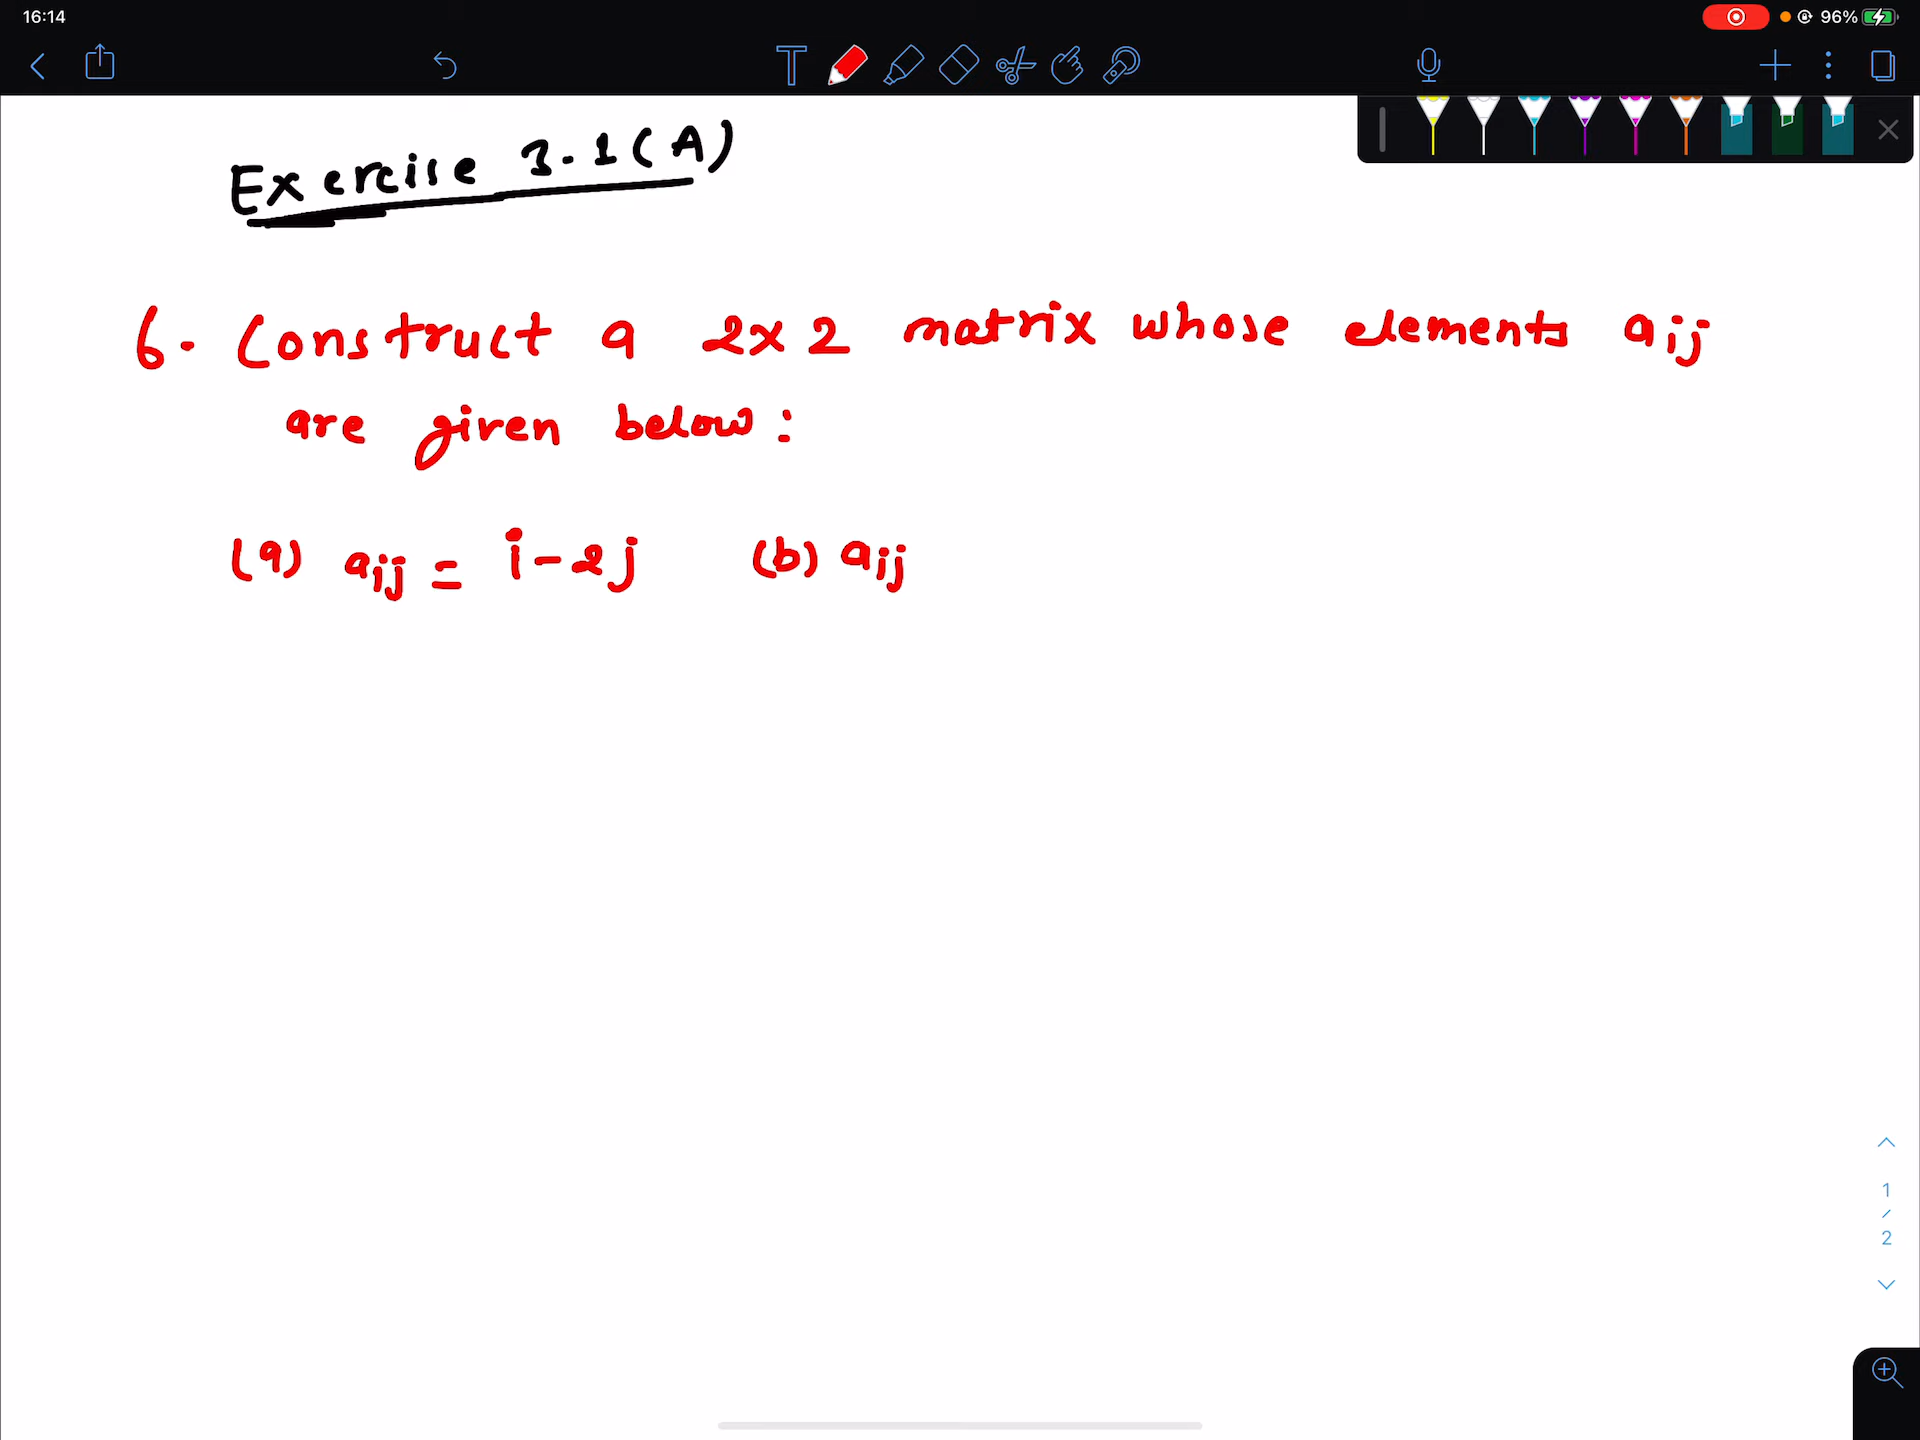 16:14
96%
Exercise 3.1(A)
6. Construct a 2x2 matrix whose elements aij
are given below:
(a) aij = i-2j (b) aij
1
/
2